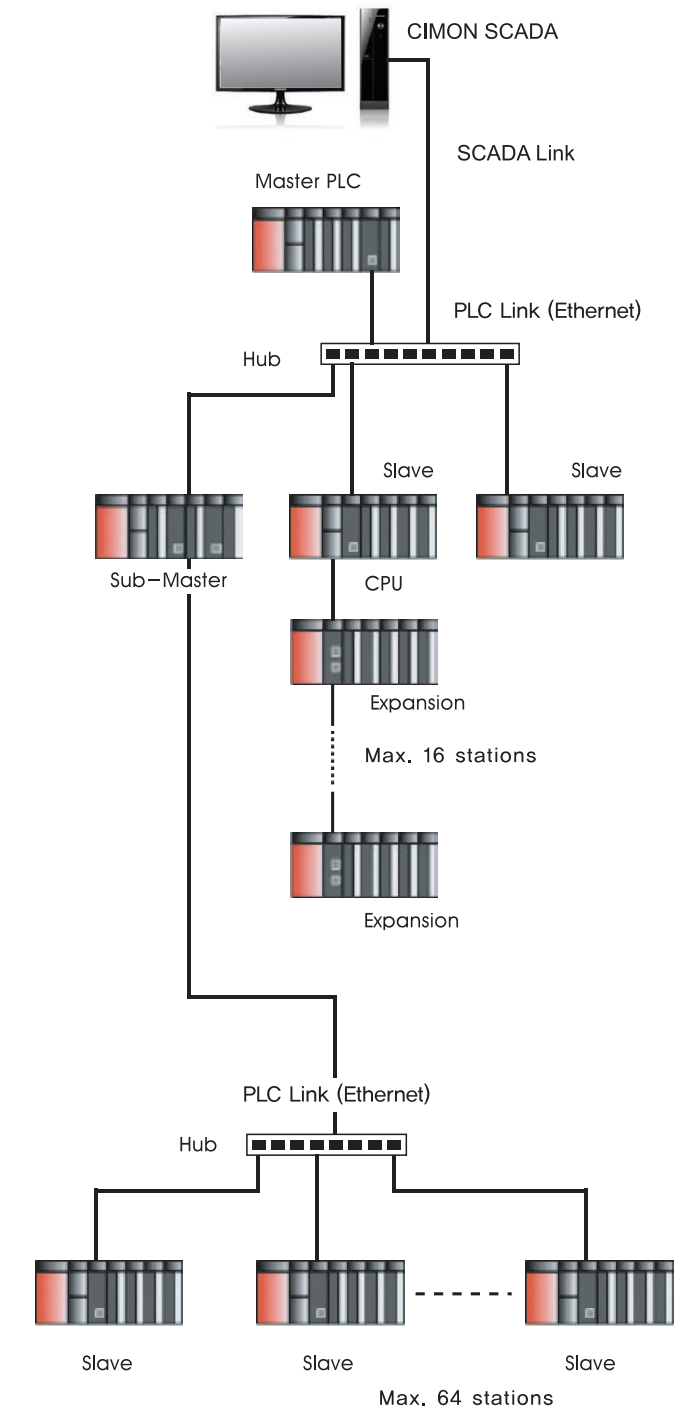 CIMON SCADA
SCADA Link
Master PLC
PLC Link (Ethernet)
Hub
Slave
Slave
Sub-Master
CPU
Expansion
Max. 16 stations
Expansion
PLC Link (Ethernet)
Hub
Slave
Slave
Slave
Max. 64 stations